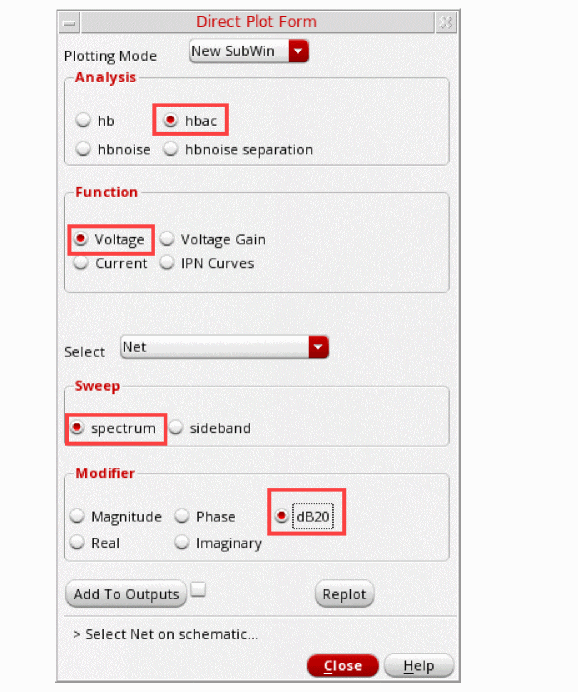 Direct Plot Form
Plotting Mode New SubWin
Analysis
hb hbac
hbnoise hbnoise separation
Function
Voltage Voltage Gain
Current IPN Curves
Select Net
Sweep
spectrum sideband
Modifier
Magnitude Phase dB20
Real Imaginary
Add To Outputs Replot
> Select Net on schematic...
Close Help